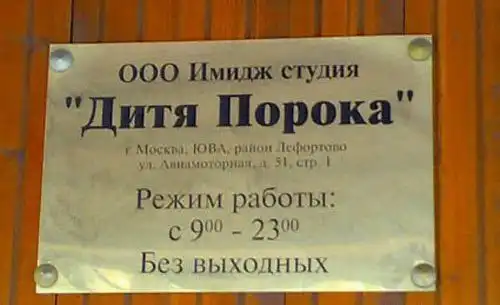 ООО Имидж студия
"Дитя Порока"
г. Москва, ЮВА, район Лефортово
ул. Авиамоторная, д. 51, стр. 1
Режим работы:
с 9⁰⁰ - 23⁰⁰
Без выходных